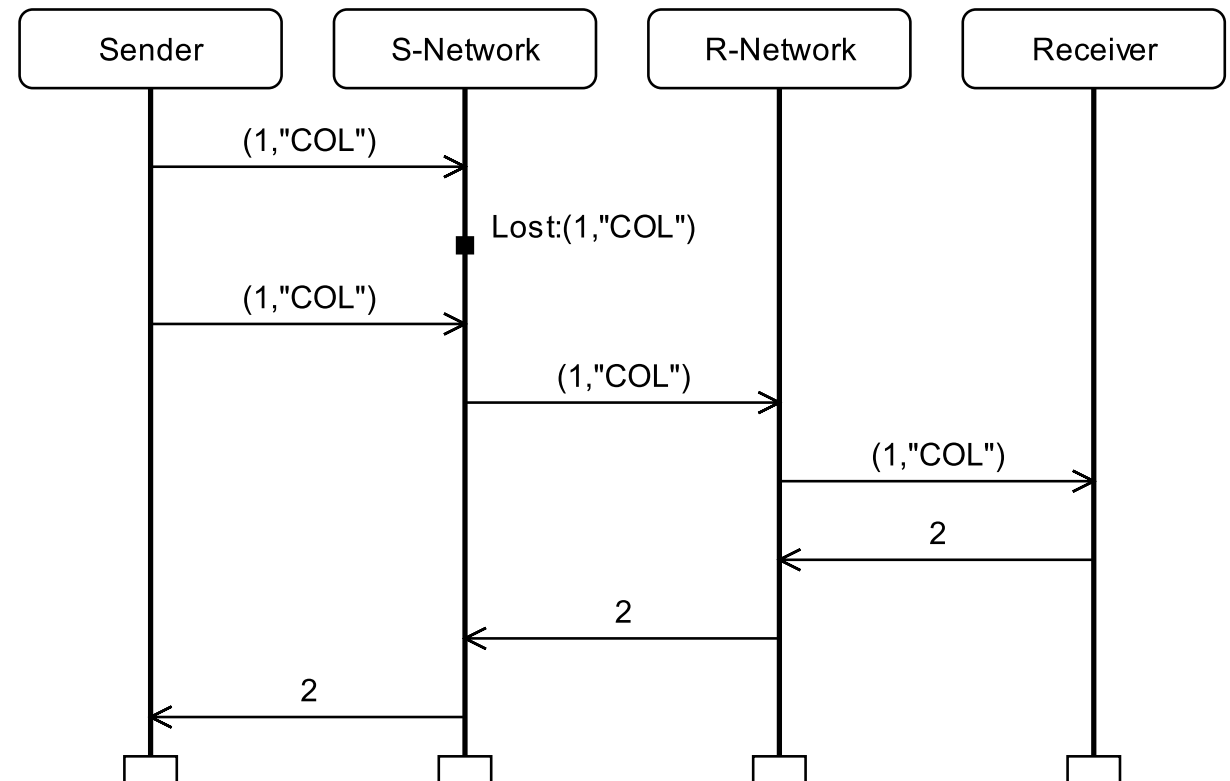 Sender
S-Network
R-Network
Receiver
(1,"COL")
Lost:(1,"COL")
(1,"COL")
(1,"COL")
(1,"COL")
2
2
2